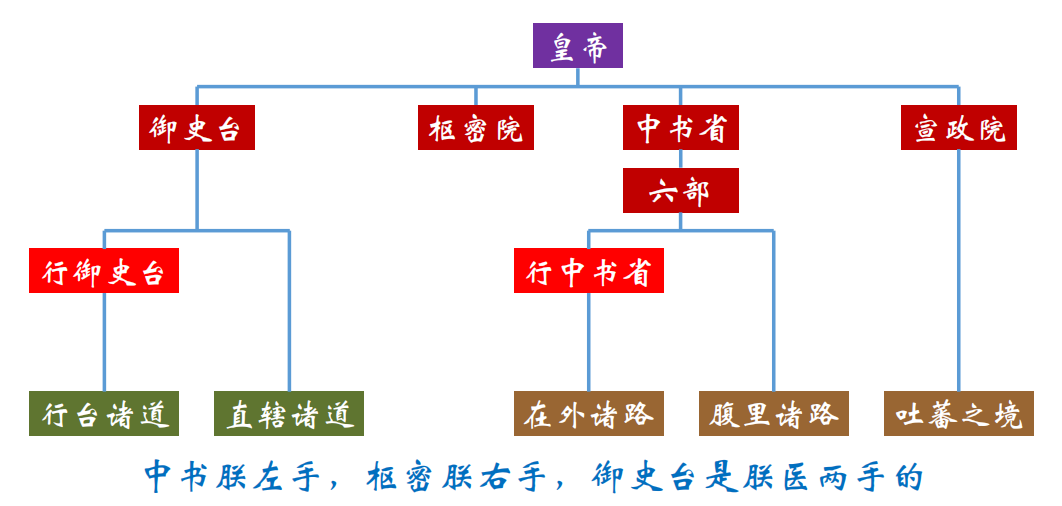 皇帝
御史台
枢密院
中书省
宣政院
六部
行御史台
行中书省
行台诸道
直辖诸道
在外诸路
腹里诸路
吐蕃之境
中书朕左手，枢密朕右手，御史台是朕医两手的